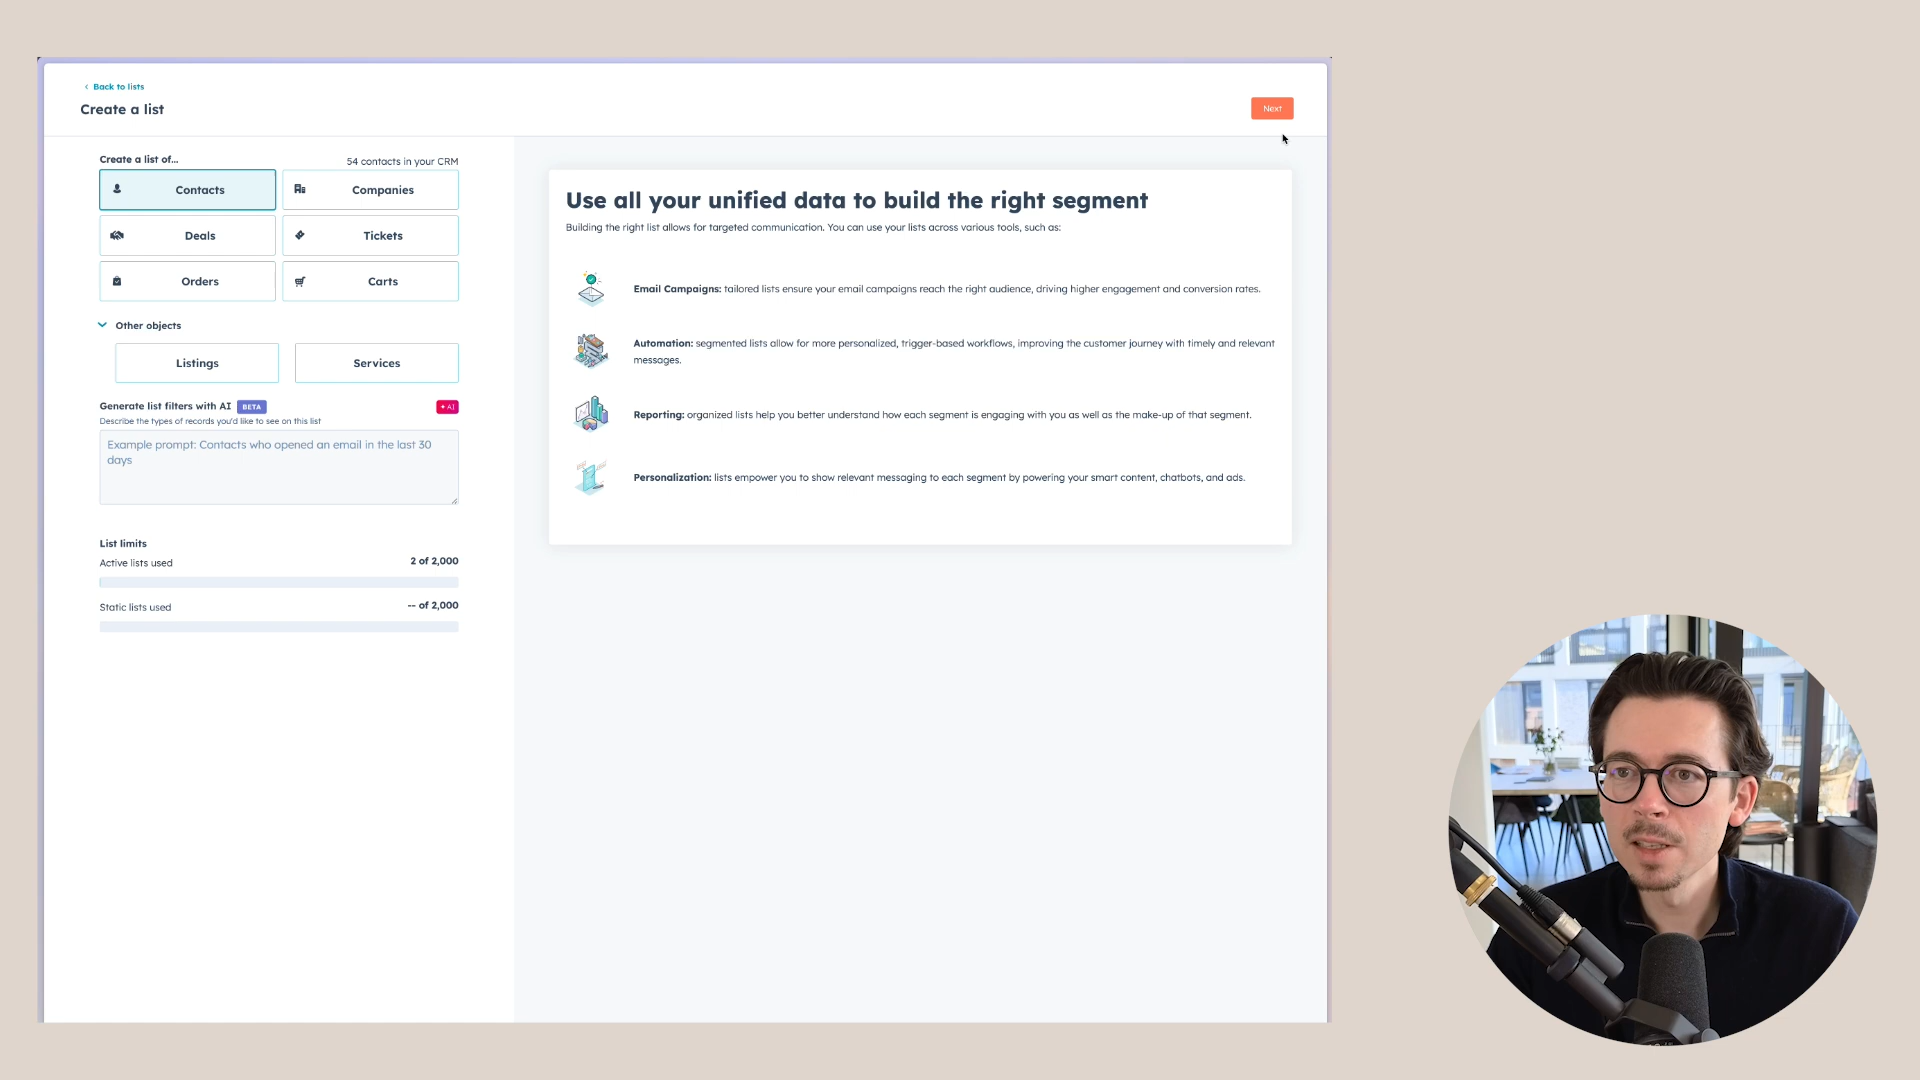 Back to lists
Create a list
Next
Create a list of...
54 contacts in your CRM
Contacts
Companies
Deals
Tickets
Orders
Carts
Other objects
Listings
Services
Generate list filters with AI BETA
AI
Describe the types of records you'd like to see on this list
Example prompt: Contacts who opened an email in the last 30
days
List limits
Active lists used
2 of 2,000
Static lists used
-- of 2,000
Use all your unified data to build the right segment
Building the right list allows for targeted communication. You can use your lists across various tools, such as:
Email Campaigns: tailored lists ensure your email campaigns reach the right audience, driving higher engagement and conversion rates.
Automation: segmented lists allow for more personalized, trigger-based workflows, improving the customer journey with timely and relevant
messages.
Reporting: organized lists help you better understand how each segment is engaging with you as well as the make-up of that segment.
Personalization: lists empower you to show relevant messaging to each segment by powering your smart content, chatbots, and ads.